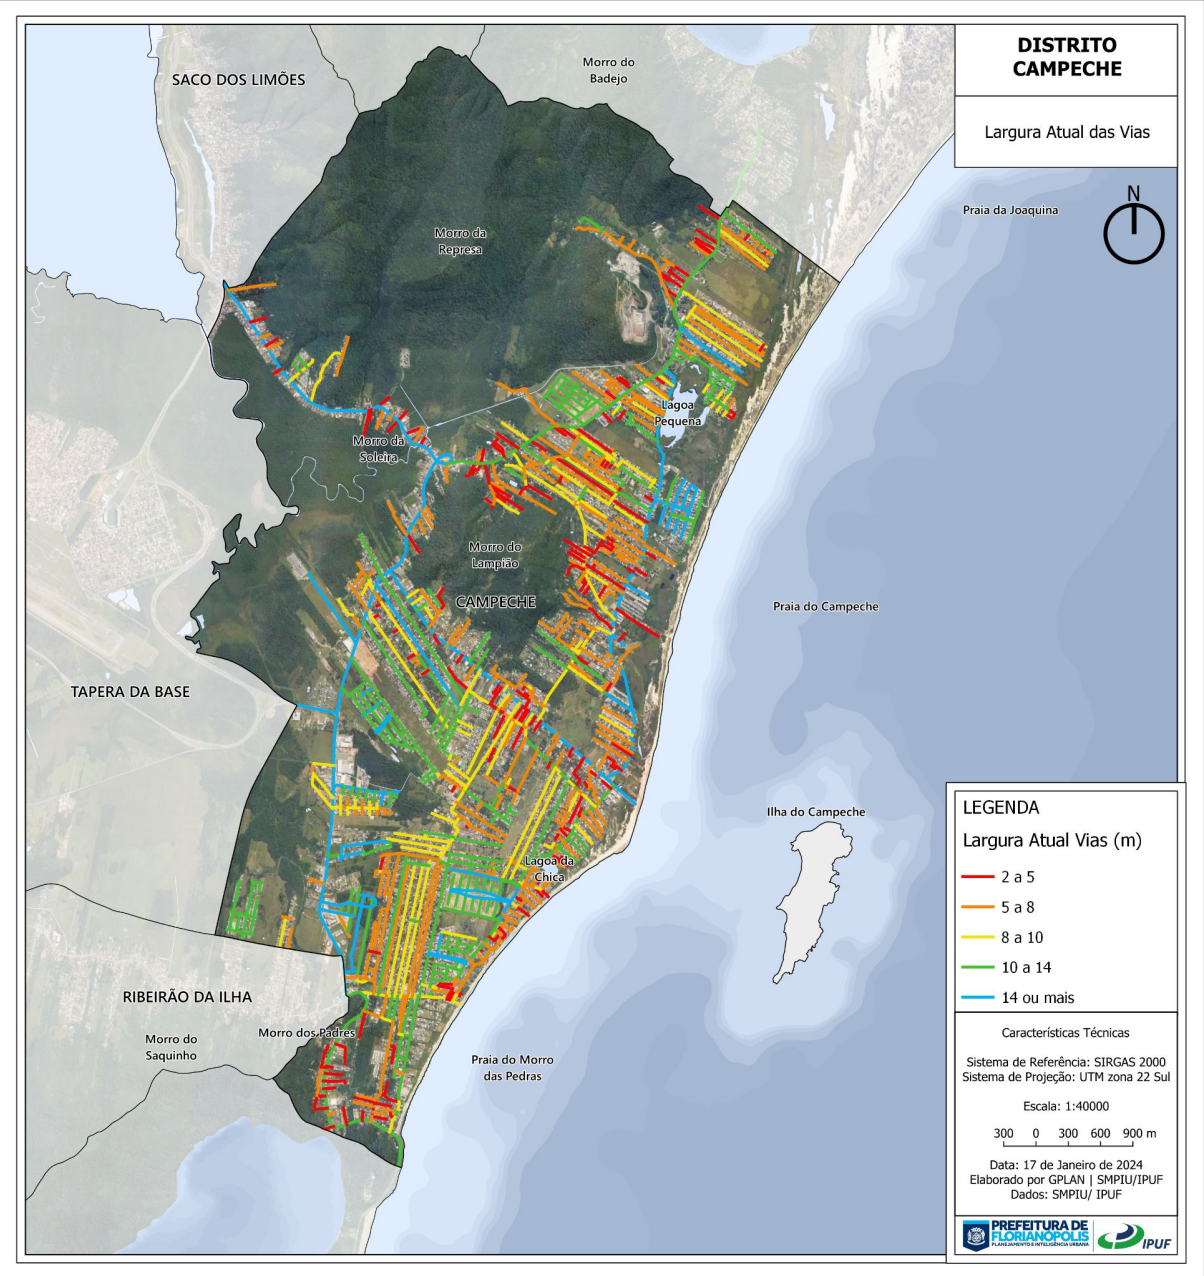 DISTRITO
CAMPECHE
Largura Atual das Vias
N
SACO DOS LIMÕES
Morro do
Badejo
Praia da Joaquina
Morro da
Represa
Lagoa
Pequena
Morro da
Soleira
Morro do
Lampião
CAMPECHE
Praia do Campeche
TAPERA DA BASE
Ilha do Campeche
Lagoa da
Chica
RIBEIRÃO DA ILHA
Morro do
Saquinho
Morro dos Padres
Praia do Morro
das Pedras
LEGENDA
Largura Atual Vias (m)
2 a 5
5 a 8
8 a 10
10 a 14
14 ou mais
Características Técnicas
Sistema de Referência: SIRGAS 2000
Sistema de Projeção: UTM zona 22 Sul
Escala: 1:40000
300 0 300 600 900 m
Data: 17 de Janeiro de 2024
Elaborado por GPLAN | SMPIU/IPUF
Dados: SMPIU/ IPUF
PREFEITURA DE
FLORIANÓPOLIS
PLANEJAMENTO E INTELIGÊNCIA URBANA
IPUF